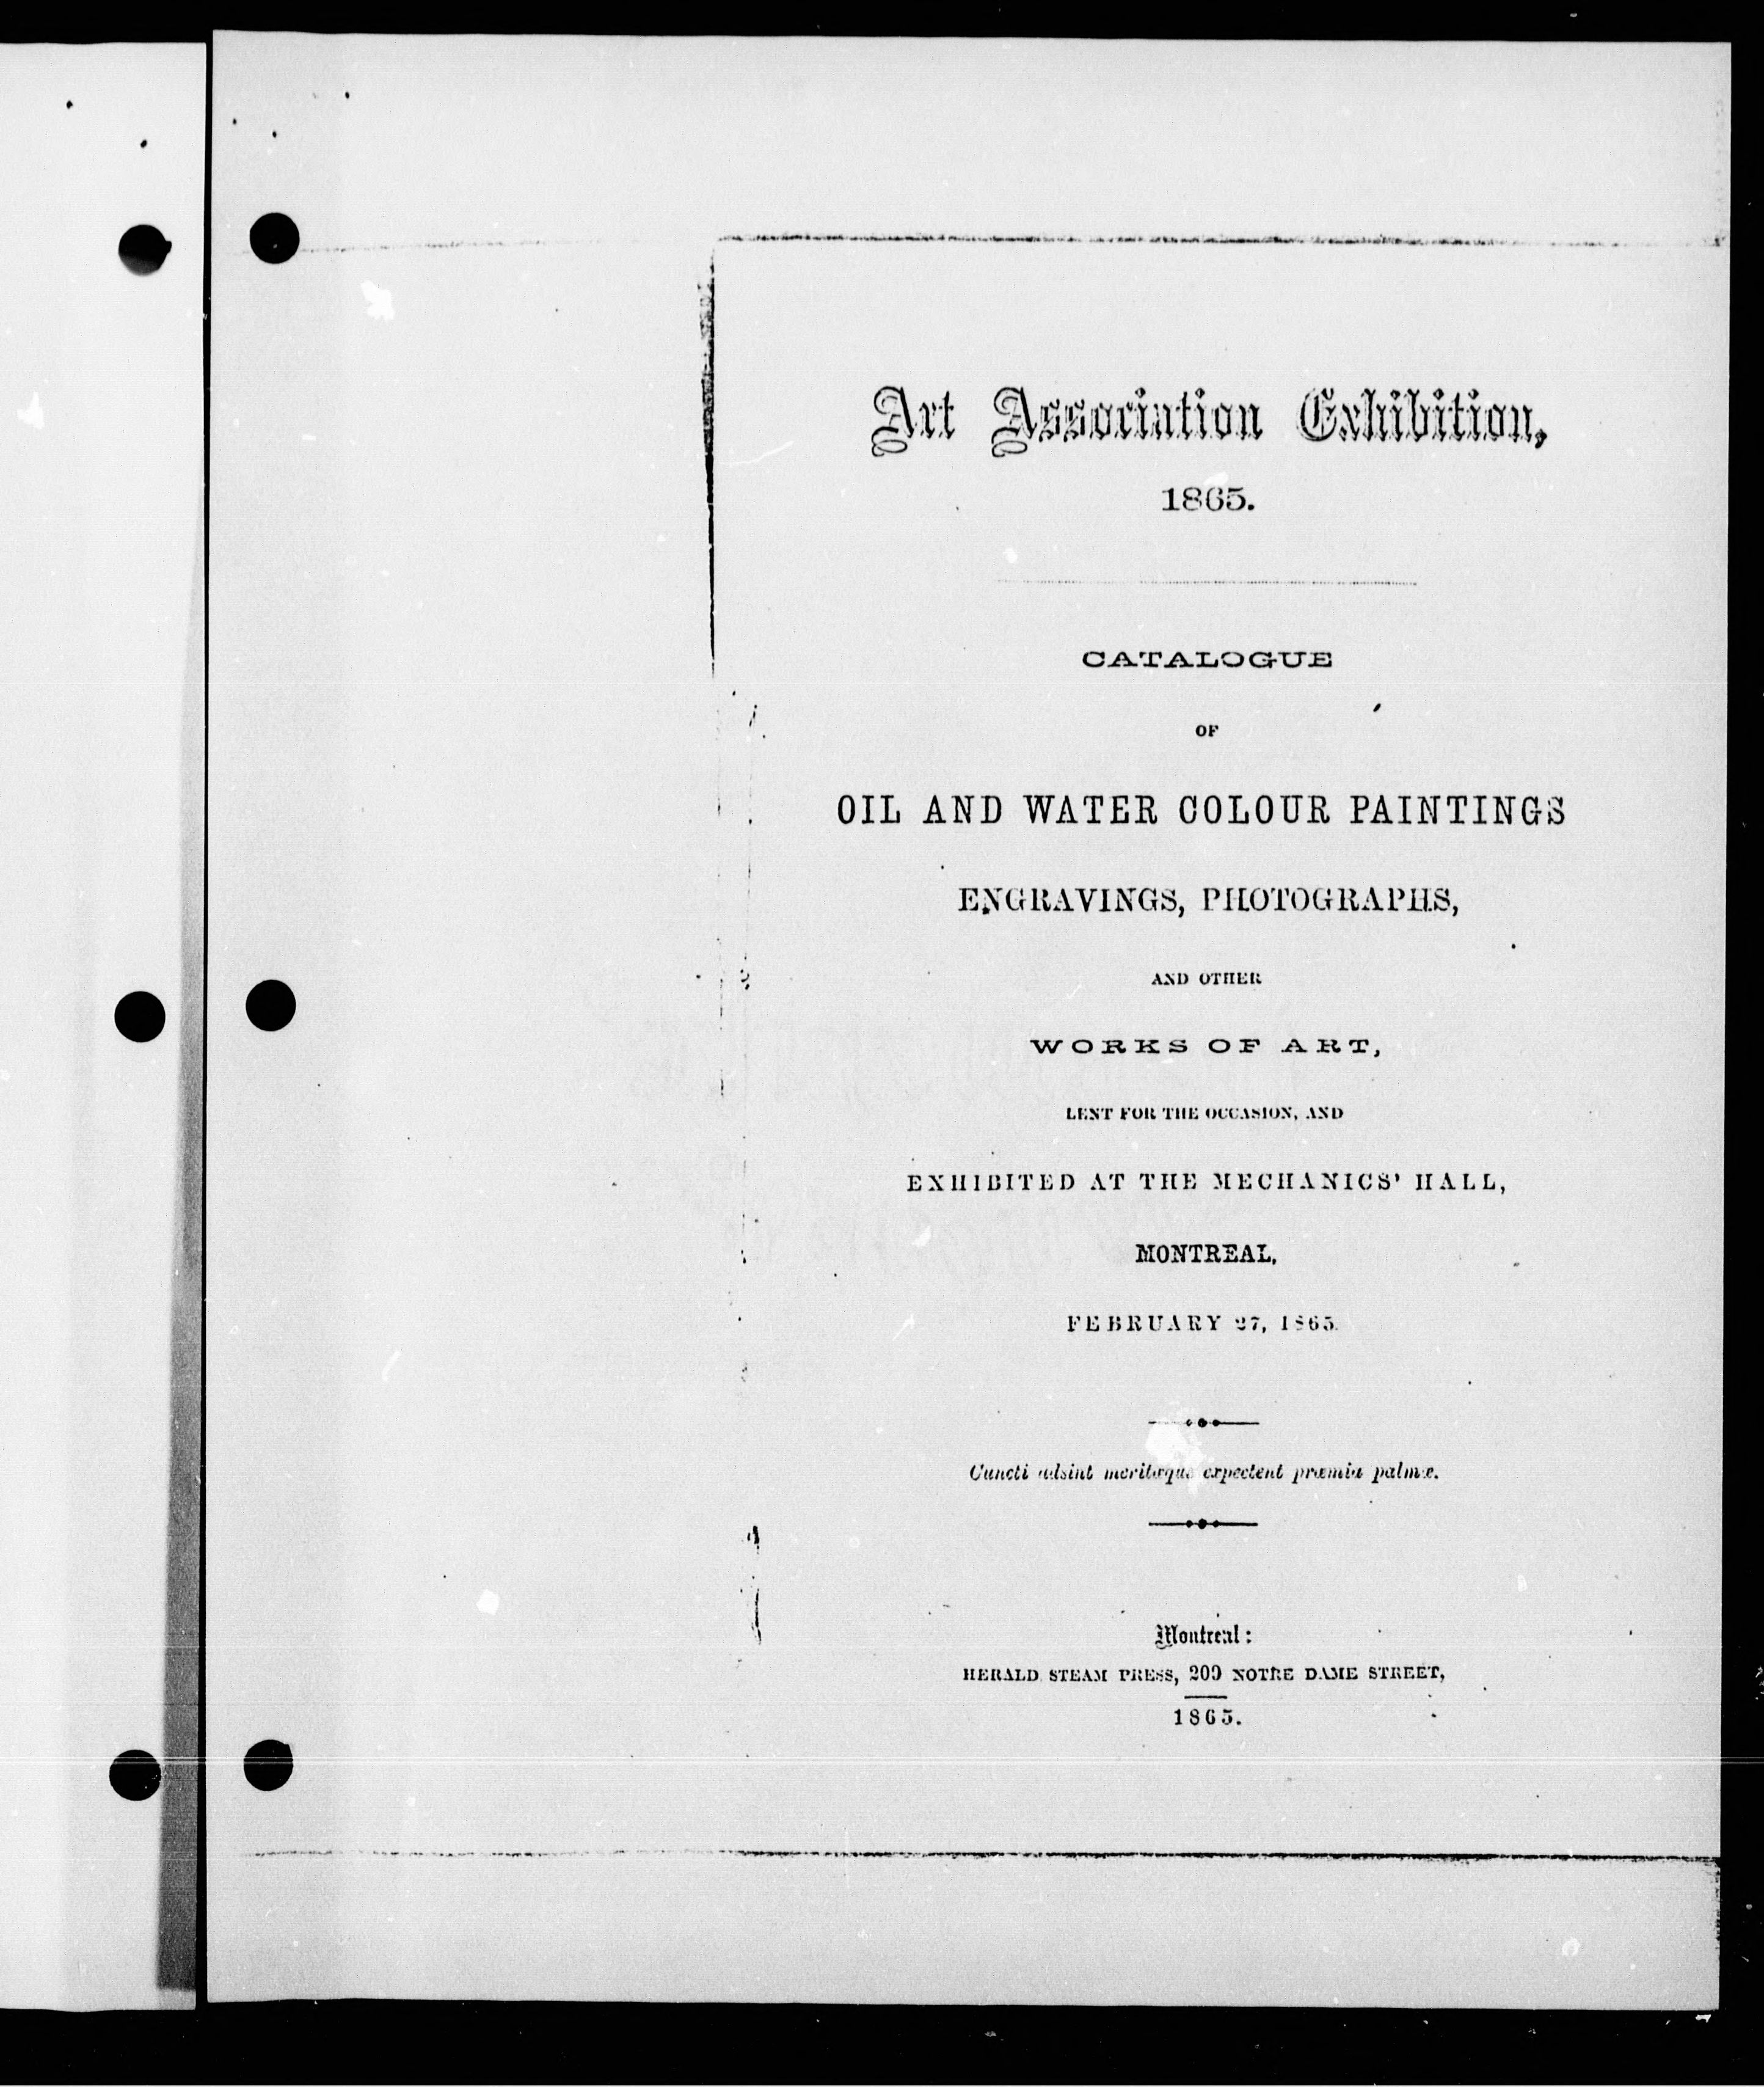 Art Association Exhibition,
1865.
CATALOGUE
OF
OIL AND WATER COLOUR PAINTINGS
ENGRAVINGS, PHOTOGRAPHS,
AND OTHER
WORKS OF ART,
LENT FOR THE OCCASION, AND
EXHIBITED AT THE MECHANICS' HALL,
MONTREAL,
FEBRUARY 27, 1865.
Cuncti adsint meritæque expectent præmia palmæ.
Montreal:
HERALD STEAM PRESS, 209 NOTRE DAME STREET,
1865.